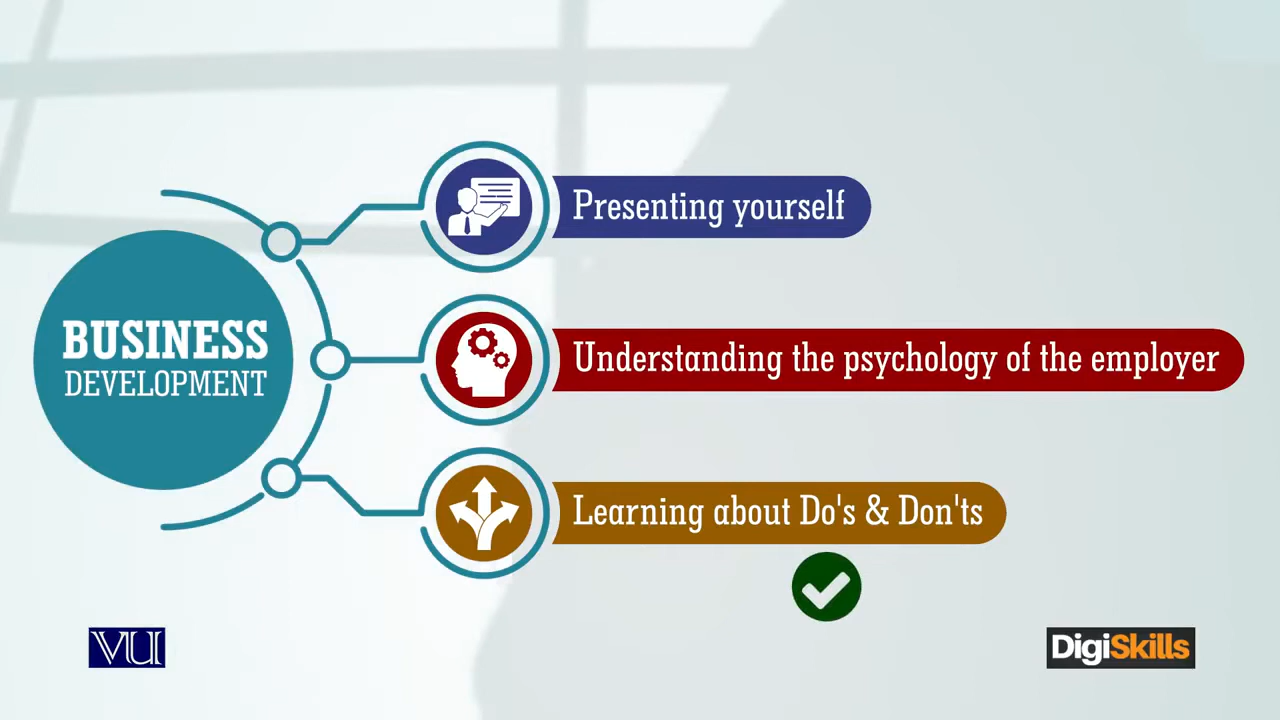 BUSINESS
DEVELOPMENT
Presenting yourself
Understanding the psychology of the employer
Learning about Do's & Don'ts
VU
DigiSkills